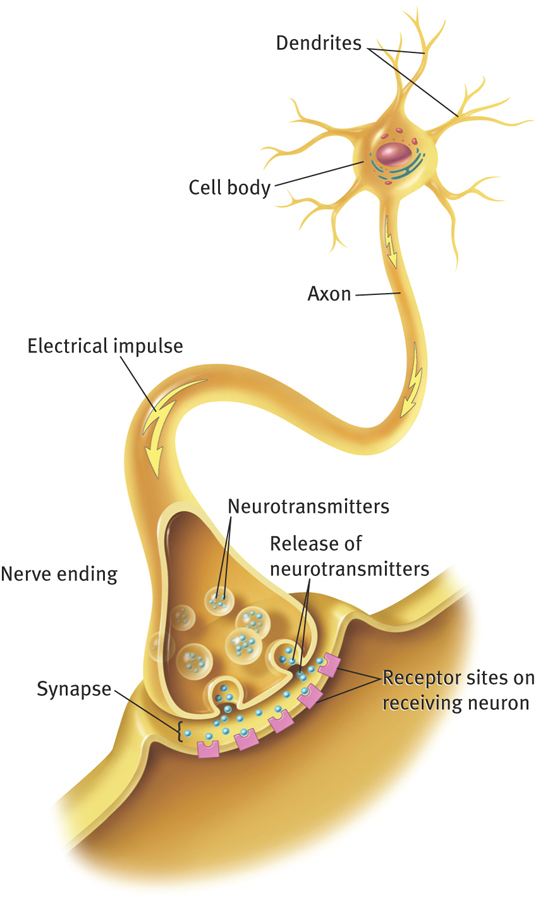 Dendrites
Cell body
Axon
Electrical impulse
Neurotransmitters
Release of
neurotransmitters
Nerve ending
Receptor sites on
receiving neuron
Synapse